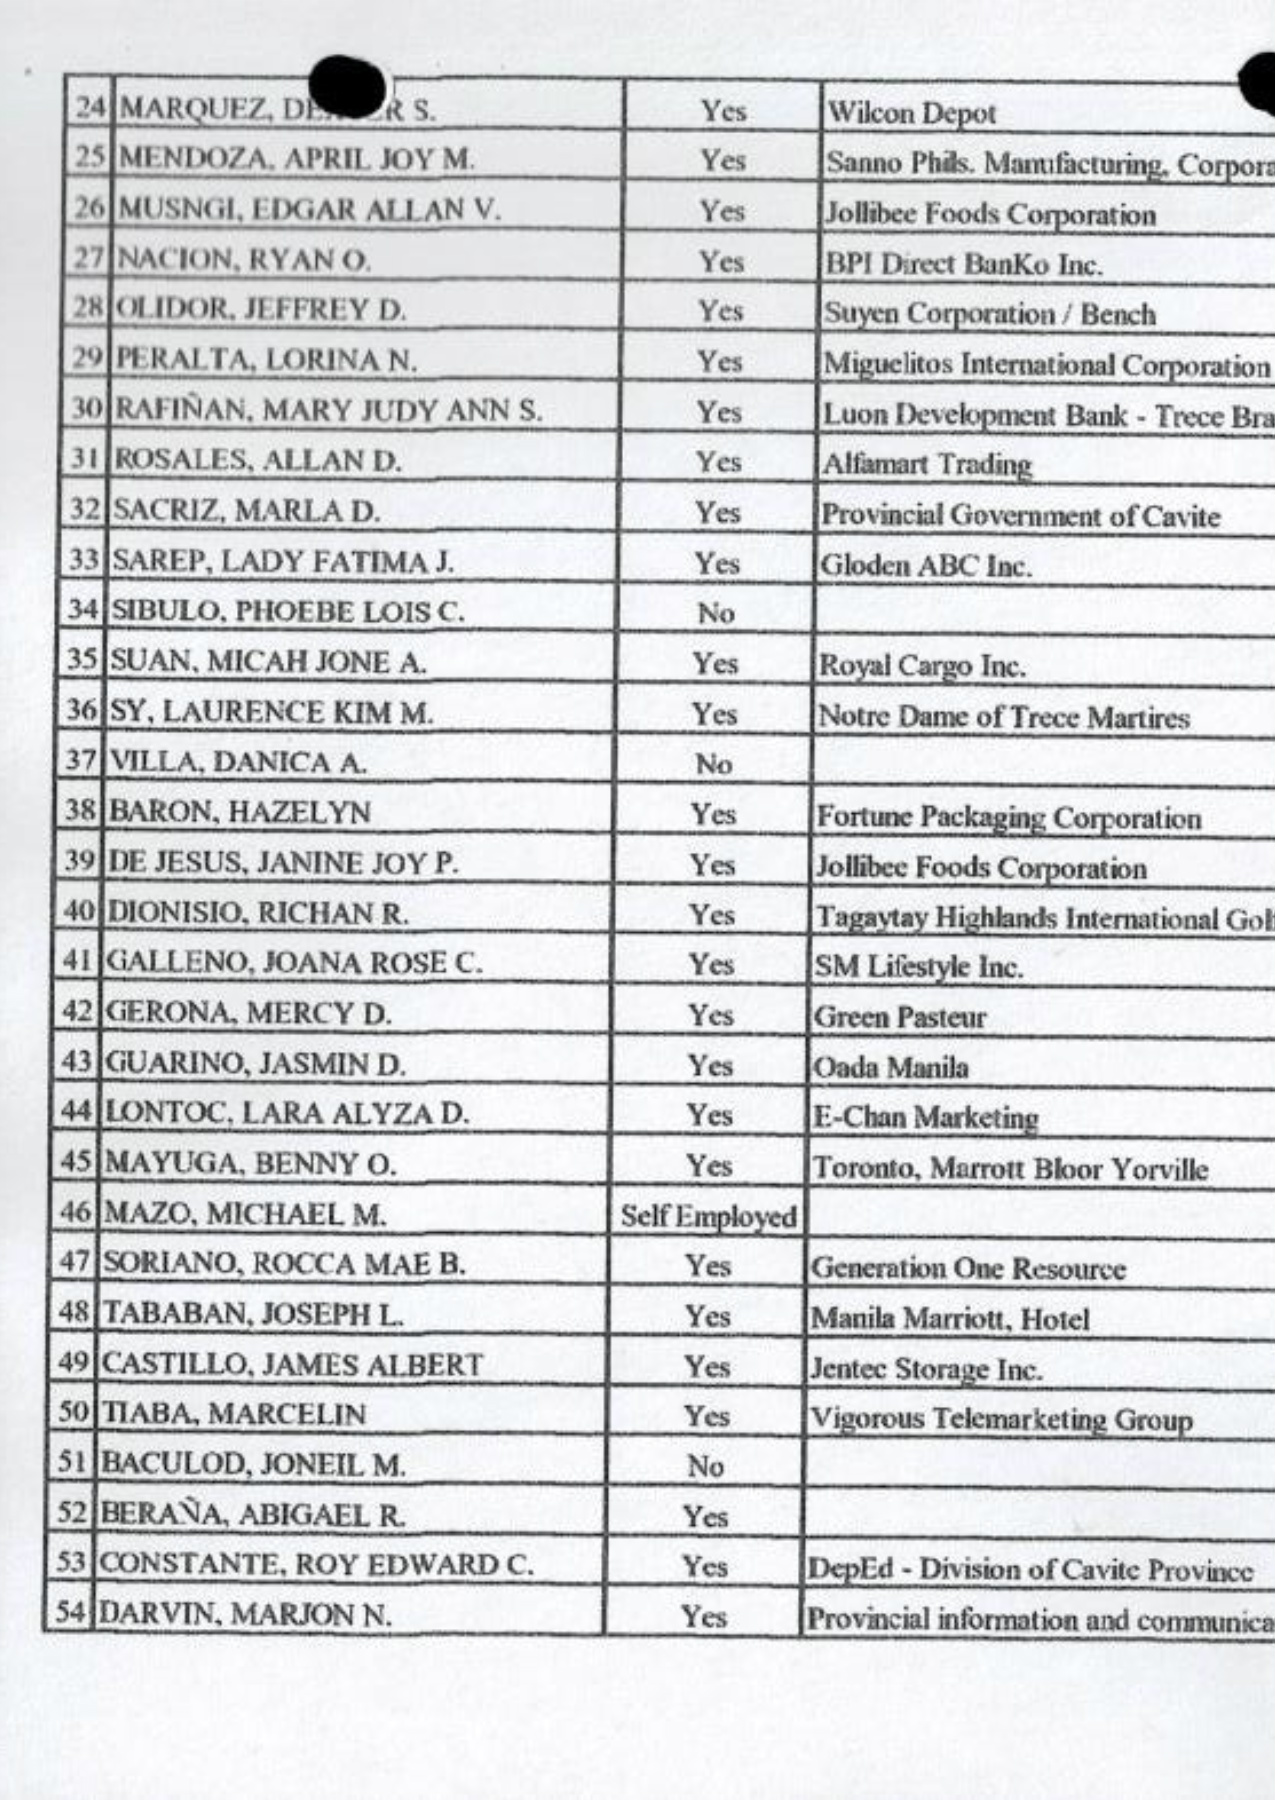 24 MARQUEZ, S. Yes Wilcon Depot
25 MENDOZA, APRIL JOY M. Yes Sanno Phils. Manufacturing, Corpora
26 MUSNGI, EDGAR ALLAN V. Yes Jollibee Foods Corporation
27 NACION, RYAN O. Yes BPI Direct BanKo Inc.
28 OLIDOR, JEFFREY D. Yes Suyen Corporation / Bench
29 PERALTA, LORINA N. Yes Miguelitos International Corporation
30 RAFIÑAN, MARY JUDY ANN S. Yes Luon Development Bank - Trece Bra
31 ROSALES, ALLAN D. Yes Alfamart Trading
32 SACRIZ, MARLA D. Yes Provincial Government of Cavite
33 SAREP, LADY FATIMA J. Yes Gloden ABC Inc.
34 SIBULO, PHOEBE LOIS C. No
35 SUAN, MICAH JONE A. Yes Royal Cargo Inc.
36 SY, LAURENCE KIM M. Yes Notre Dame of Trece Martires
37 VILLA, DANICA A. No
38 BARON, HAZELYN Yes Fortune Packaging Corporation
39 DE JESUS, JANINE JOY P. Yes Jollibee Foods Corporation
40 DIONISIO, RICHAN R. Yes Tagaytay Highlands International Golf
41 GALLENO, JOANA ROSE C. Yes SM Lifestyle Inc.
42 GERONA, MERCY D. Yes Green Pasteur
43 GUARINO, JASMIN D. Yes Oada Manila
44 LONTOC, LARA ALYZA D. Yes E-Chan Marketing
45 MAYUGA, BENNY O. Yes Toronto, Marrott Bloor Yorville
46 MAZO, MICHAEL M. Self Employed
47 SORIANO, ROCCA MAE B. Yes Generation One Resource
48 TABABAN, JOSEPH L. Yes Manila Marriott, Hotel
49 CASTILLO, JAMES ALBERT Yes Jentec Storage Inc.
50 TIABA, MARCELIN Yes Vigorous Telemarketing Group
51 BACULOD, JONEIL M. No
52 BERAÑA, ABIGAEL R. Yes
53 CONSTANTE, ROY EDWARD C. Yes DepEd - Division of Cavite Province
54 DARVIN, MARJON N. Yes Provincial information and communica